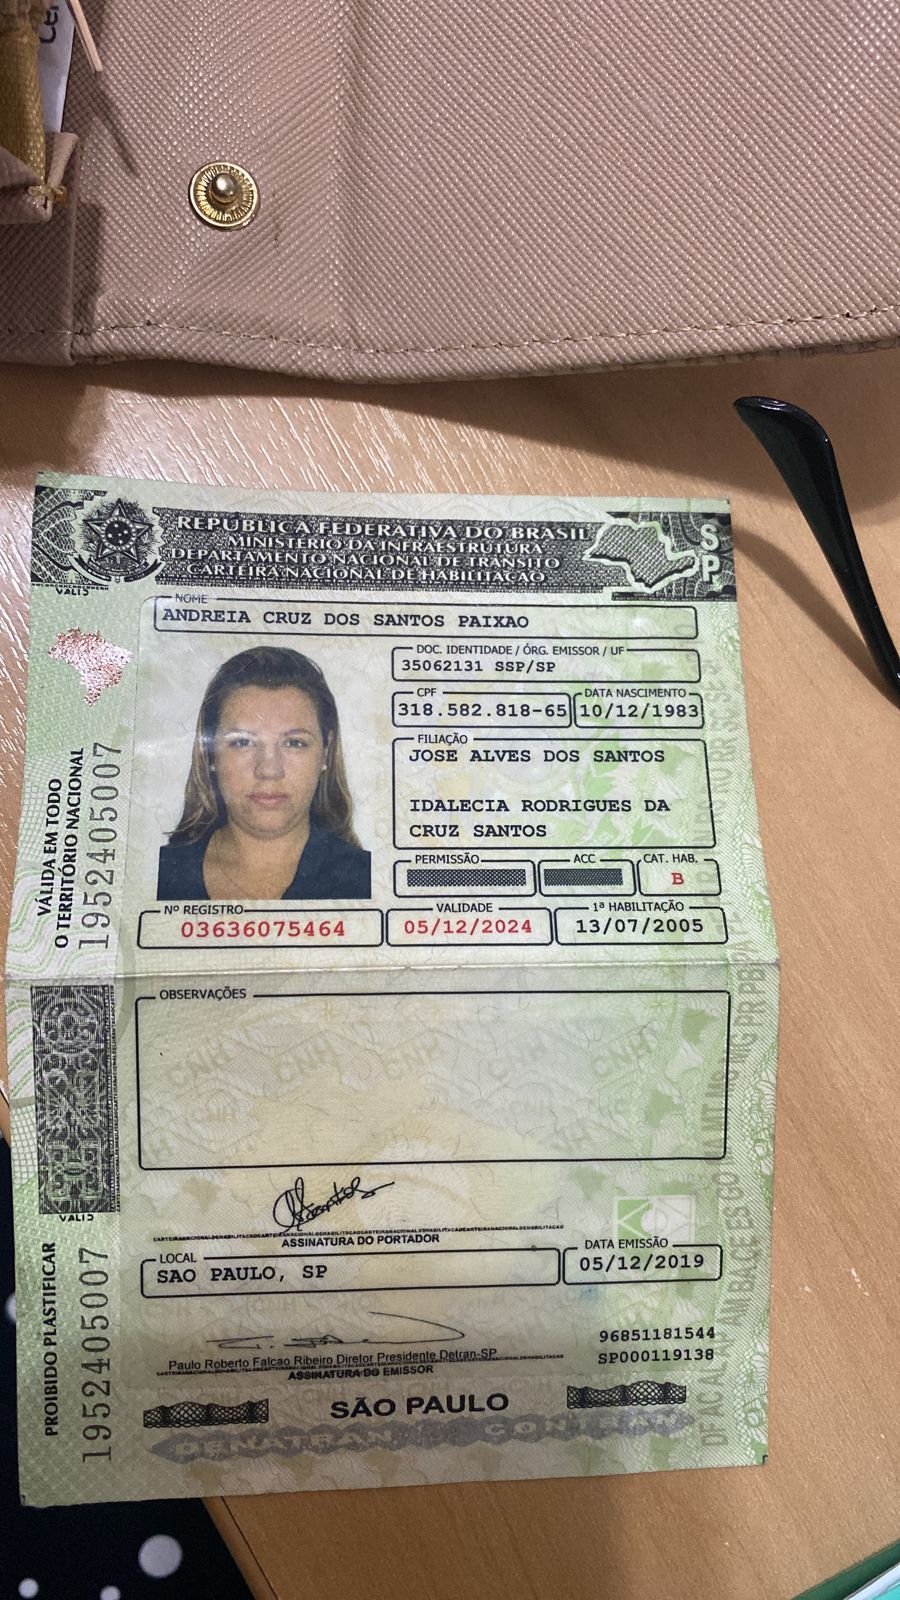 REPÚBLICA FEDERATIVA DO BRASIL
MINISTÉRIO DA INFRAESTRUTURA
DEPARTAMENTO NACIONAL DE TRÂNSITO
CARTEIRA NACIONAL DE HABILITAÇÃO
SP
NOME
ANDREIA CRUZ DOS SANTOS PAIXAO
DOC. IDENTIDADE / ÓRG. EMISSOR / UF
35062131 SSP/SP
CPF
318.582.818-65
DATA NASCIMENTO
10/12/1983
FILIAÇÃO
JOSE ALVES DOS SANTOS
IDALECIA RODRIGUES DA
CRUZ SANTOS
PERMISSÃO
ACC
CAT. HAB.
B
Nº REGISTRO
03636075464
VALIDADE
05/12/2024
1ª HABILITAÇÃO
13/07/2005
VÁLIDA EM TODO
O TERRITÓRIO NACIONAL
1952405007
OBSERVAÇÕES
CNH CNH CNH CNH CNH
ASSINATURA DO PORTADOR
LOCAL
SAO PAULO, SP
DATA EMISSÃO
05/12/2019
96851181544
SP000119138
Paulo Roberto Falcao Ribeiro Diretor Presidente Detran-SP
ASSINATURA DO EMISSOR
PROIBIDO PLASTIFICAR
1952405007
SÃO PAULO
DENATRAN CONTRAN